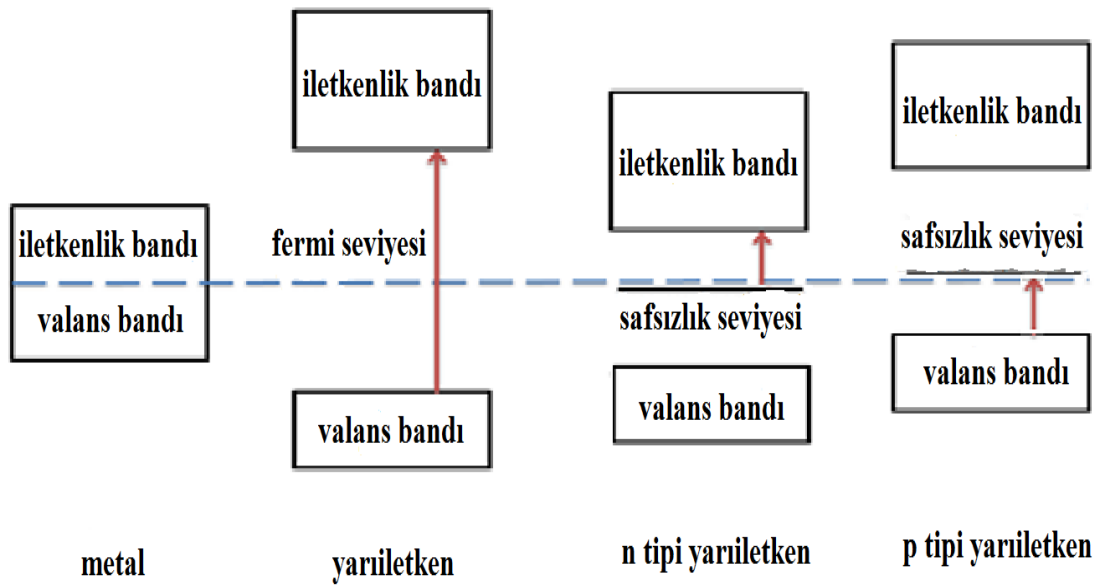 iletkenlik bandı
valans bandı
metal
iletkenlik bandı
fermi seviyesi
valans bandı
yarıiletken
iletkenlik bandı
safsızlık seviyesi
valans bandı
n tipi yarıiletken
iletkenlik bandı
safsızlık seviyesi
valans bandı
p tipi yarıiletken